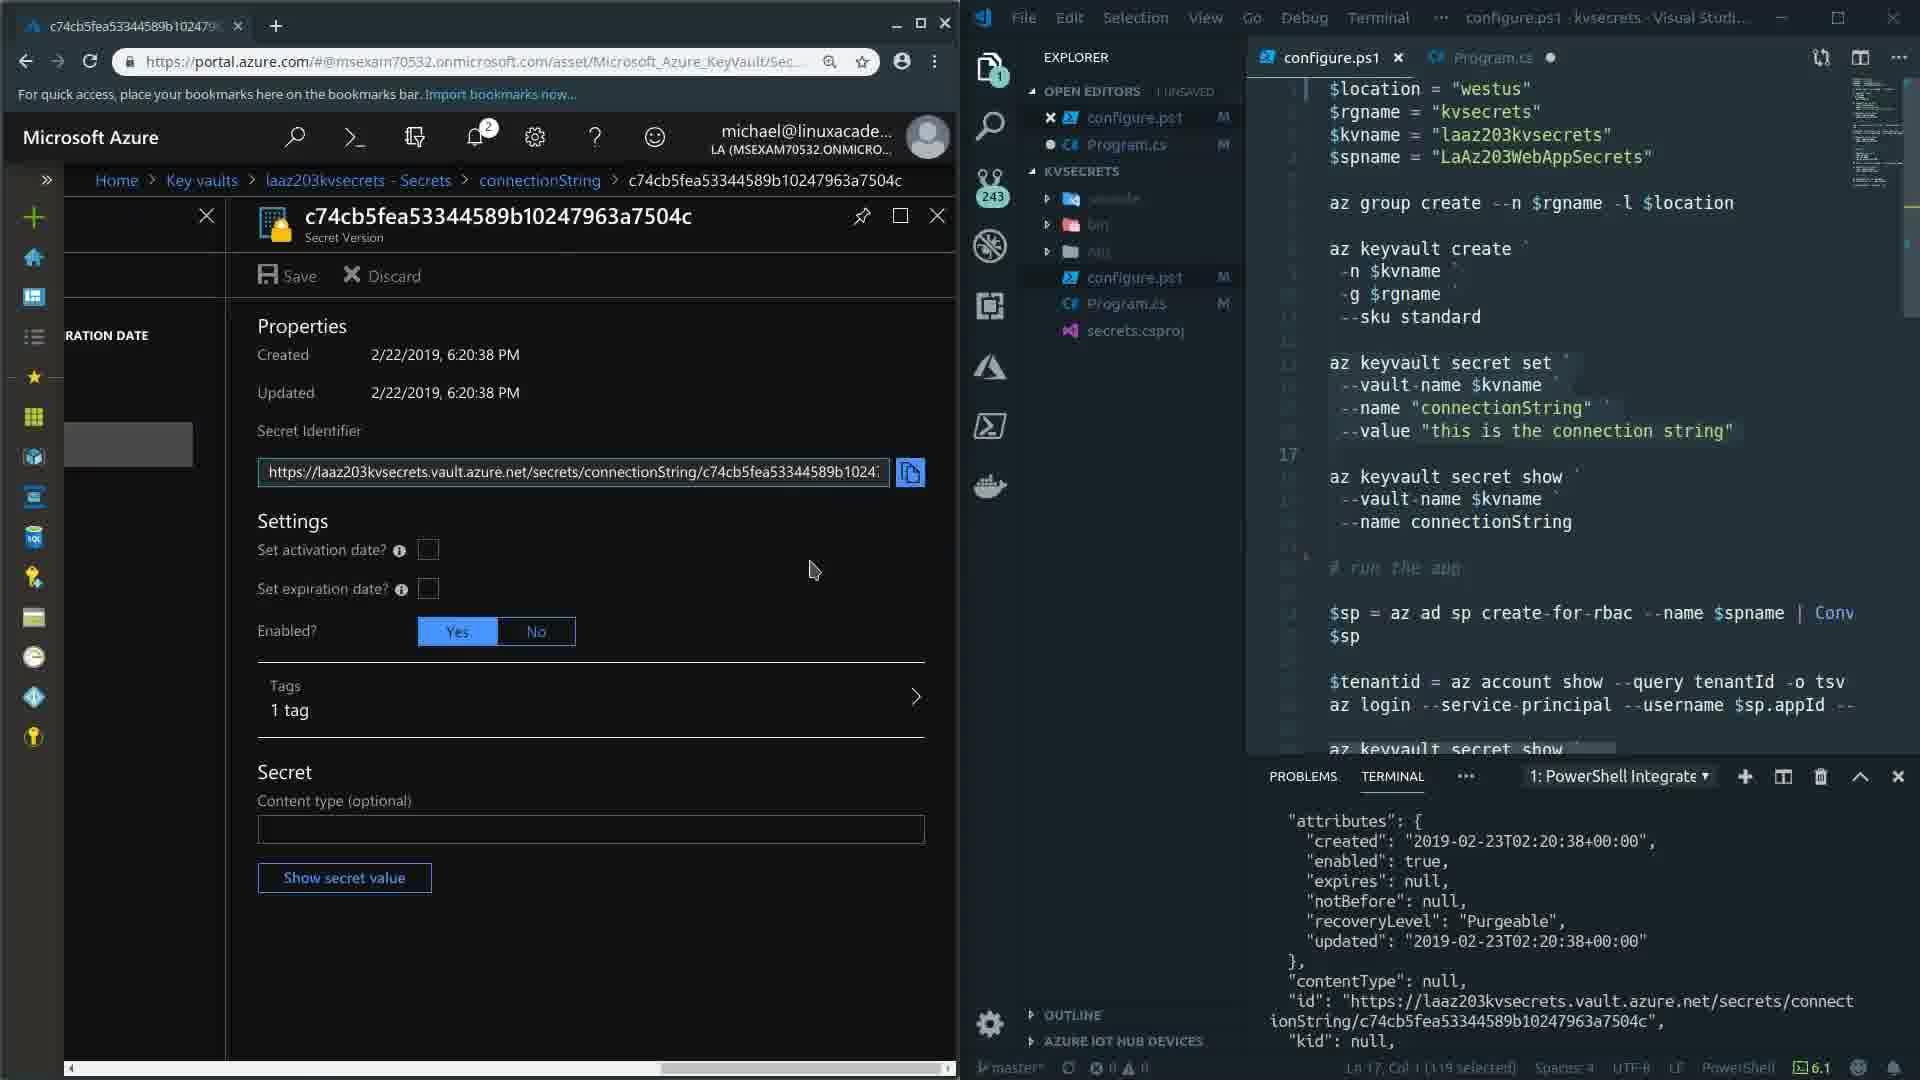 c74cb5fea53344589b10247963
https://portal.azure.com/#@msexam70532.onmicrosoft.com/asset/Microsoft_Azure_KeyVault/Sec...
For quick access, place your bookmarks here on the bookmarks bar. Import bookmarks now...
Microsoft Azure
2
michael@linuxacade...
LA (MSEXAM70532.ONMICRO...
Home > Key vaults > laaz203kvsecrets - Secrets > connectionString > c74cb5fea53344589b10247963a7504c
c74cb5fea53344589b10247963a7504c
Secret Version
Save
Discard
RATION DATE
Properties
Created 2/22/2019, 6:20:38 PM
Updated 2/22/2019, 6:20:38 PM
Secret Identifier
https://laaz203kvsecrets.vault.azure.net/secrets/connectionString/c74cb5fea53344589b1024
Settings
Set activation date?
Set expiration date?
Enabled? Yes No
Tags
1 tag
Secret
Content type (optional)
Show secret value
File Edit Selection View Go Debug Terminal ··· configure.ps1 - kvsecrets - Visual Studi...
EXPLORER
OPEN EDITORS 1 UNSAVED
configure.ps1 M
Program.cs M
KVSECRETS
.vscode
bin
obj
configure.ps1 M
Program.cs M
secrets.csproj
1
243
OUTLINE
AZURE IOT HUB DEVICES
configure.ps1
Program.cs
$location = "westus"
$rgname = "kvsecrets"
$kvname = "laaz203kvsecrets"
$spname = "LaAz203WebAppSecrets"
az group create --n $rgname -l $location
az keyvault create `
-n $kvname `
-g $rgname `
--sku standard
az keyvault secret set `
--vault-name $kvname `
--name "connectionString" `
--value "this is the connection string"
17
az keyvault secret show `
--vault-name $kvname `
--name connectionString
# run the app
$sp = az ad sp create-for-rbac --name $spname | Conv
$sp
$tenantid = az account show --query tenantId -o tsv
az login --service-principal --username $sp.appId --
az keyvault secret show `
PROBLEMS TERMINAL ··· 1: PowerShell Integrate
"attributes": {
"created": "2019-02-23T02:20:38+00:00",
"enabled": true,
"expires": null,
"notBefore": null,
"recoveryLevel": "Purgeable",
"updated": "2019-02-23T02:20:38+00:00"
},
"contentType": null,
"id": "https://laaz203kvsecrets.vault.azure.net/secrets/connect
ionString/c74cb5fea53344589b10247963a7504c",
"kid": null,
master* 0 0 Ln 17, Col 1 (119 selected) Spaces: 4 UTF-8 LF PowerShell 6.1